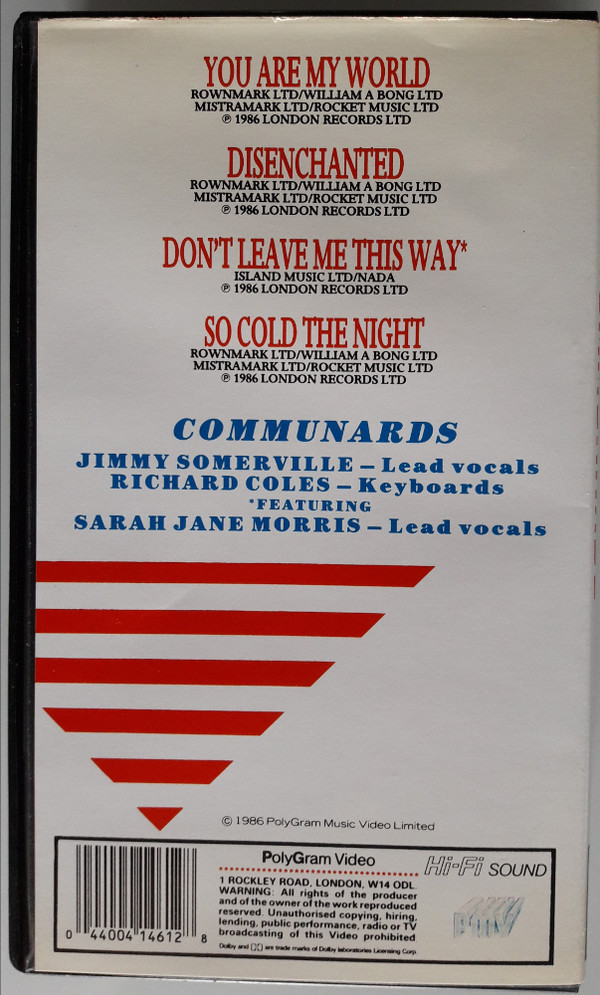 YOU ARE MY WORLD
ROWNMARK LTD/WILLIAM A BONG LTD
MISTRAMARK LTD/ROCKET MUSIC LTD
℗ 1986 LONDON RECORDS LTD
DISENCHANTED
ROWNMARK LTD/WILLIAM A BONG LTD
MISTRAMARK LTD/ROCKET MUSIC LTD
℗ 1986 LONDON RECORDS LTD
DON'T LEAVE ME THIS WAY*
ISLAND MUSIC LTD/NADA
℗ 1986 LONDON RECORDS LTD
SO COLD THE NIGHT
ROWNMARK LTD/WILLIAM A BONG LTD
MISTRAMARK LTD/ROCKET MUSIC LTD
℗ 1986 LONDON RECORDS LTD
COMMUNARDS
JIMMY SOMERVILLE – Lead vocals
RICHARD COLES – Keyboards
*FEATURING
SARAH JANE MORRIS – Lead vocals
© 1986 PolyGram Music Video Limited
PolyGram Video
Hi-Fi SOUND
1 ROCKLEY ROAD, LONDON, W14 ODL.
WARNING: All rights of the producer
and of the owner of the work reproduced
reserved. Unauthorised copying, hiring,
lending, public performance, radio or TV
broadcasting of this Video prohibited
Dolby and are trade marks of Dolby laboratories Licensing Corp.
0 44004 14612 8